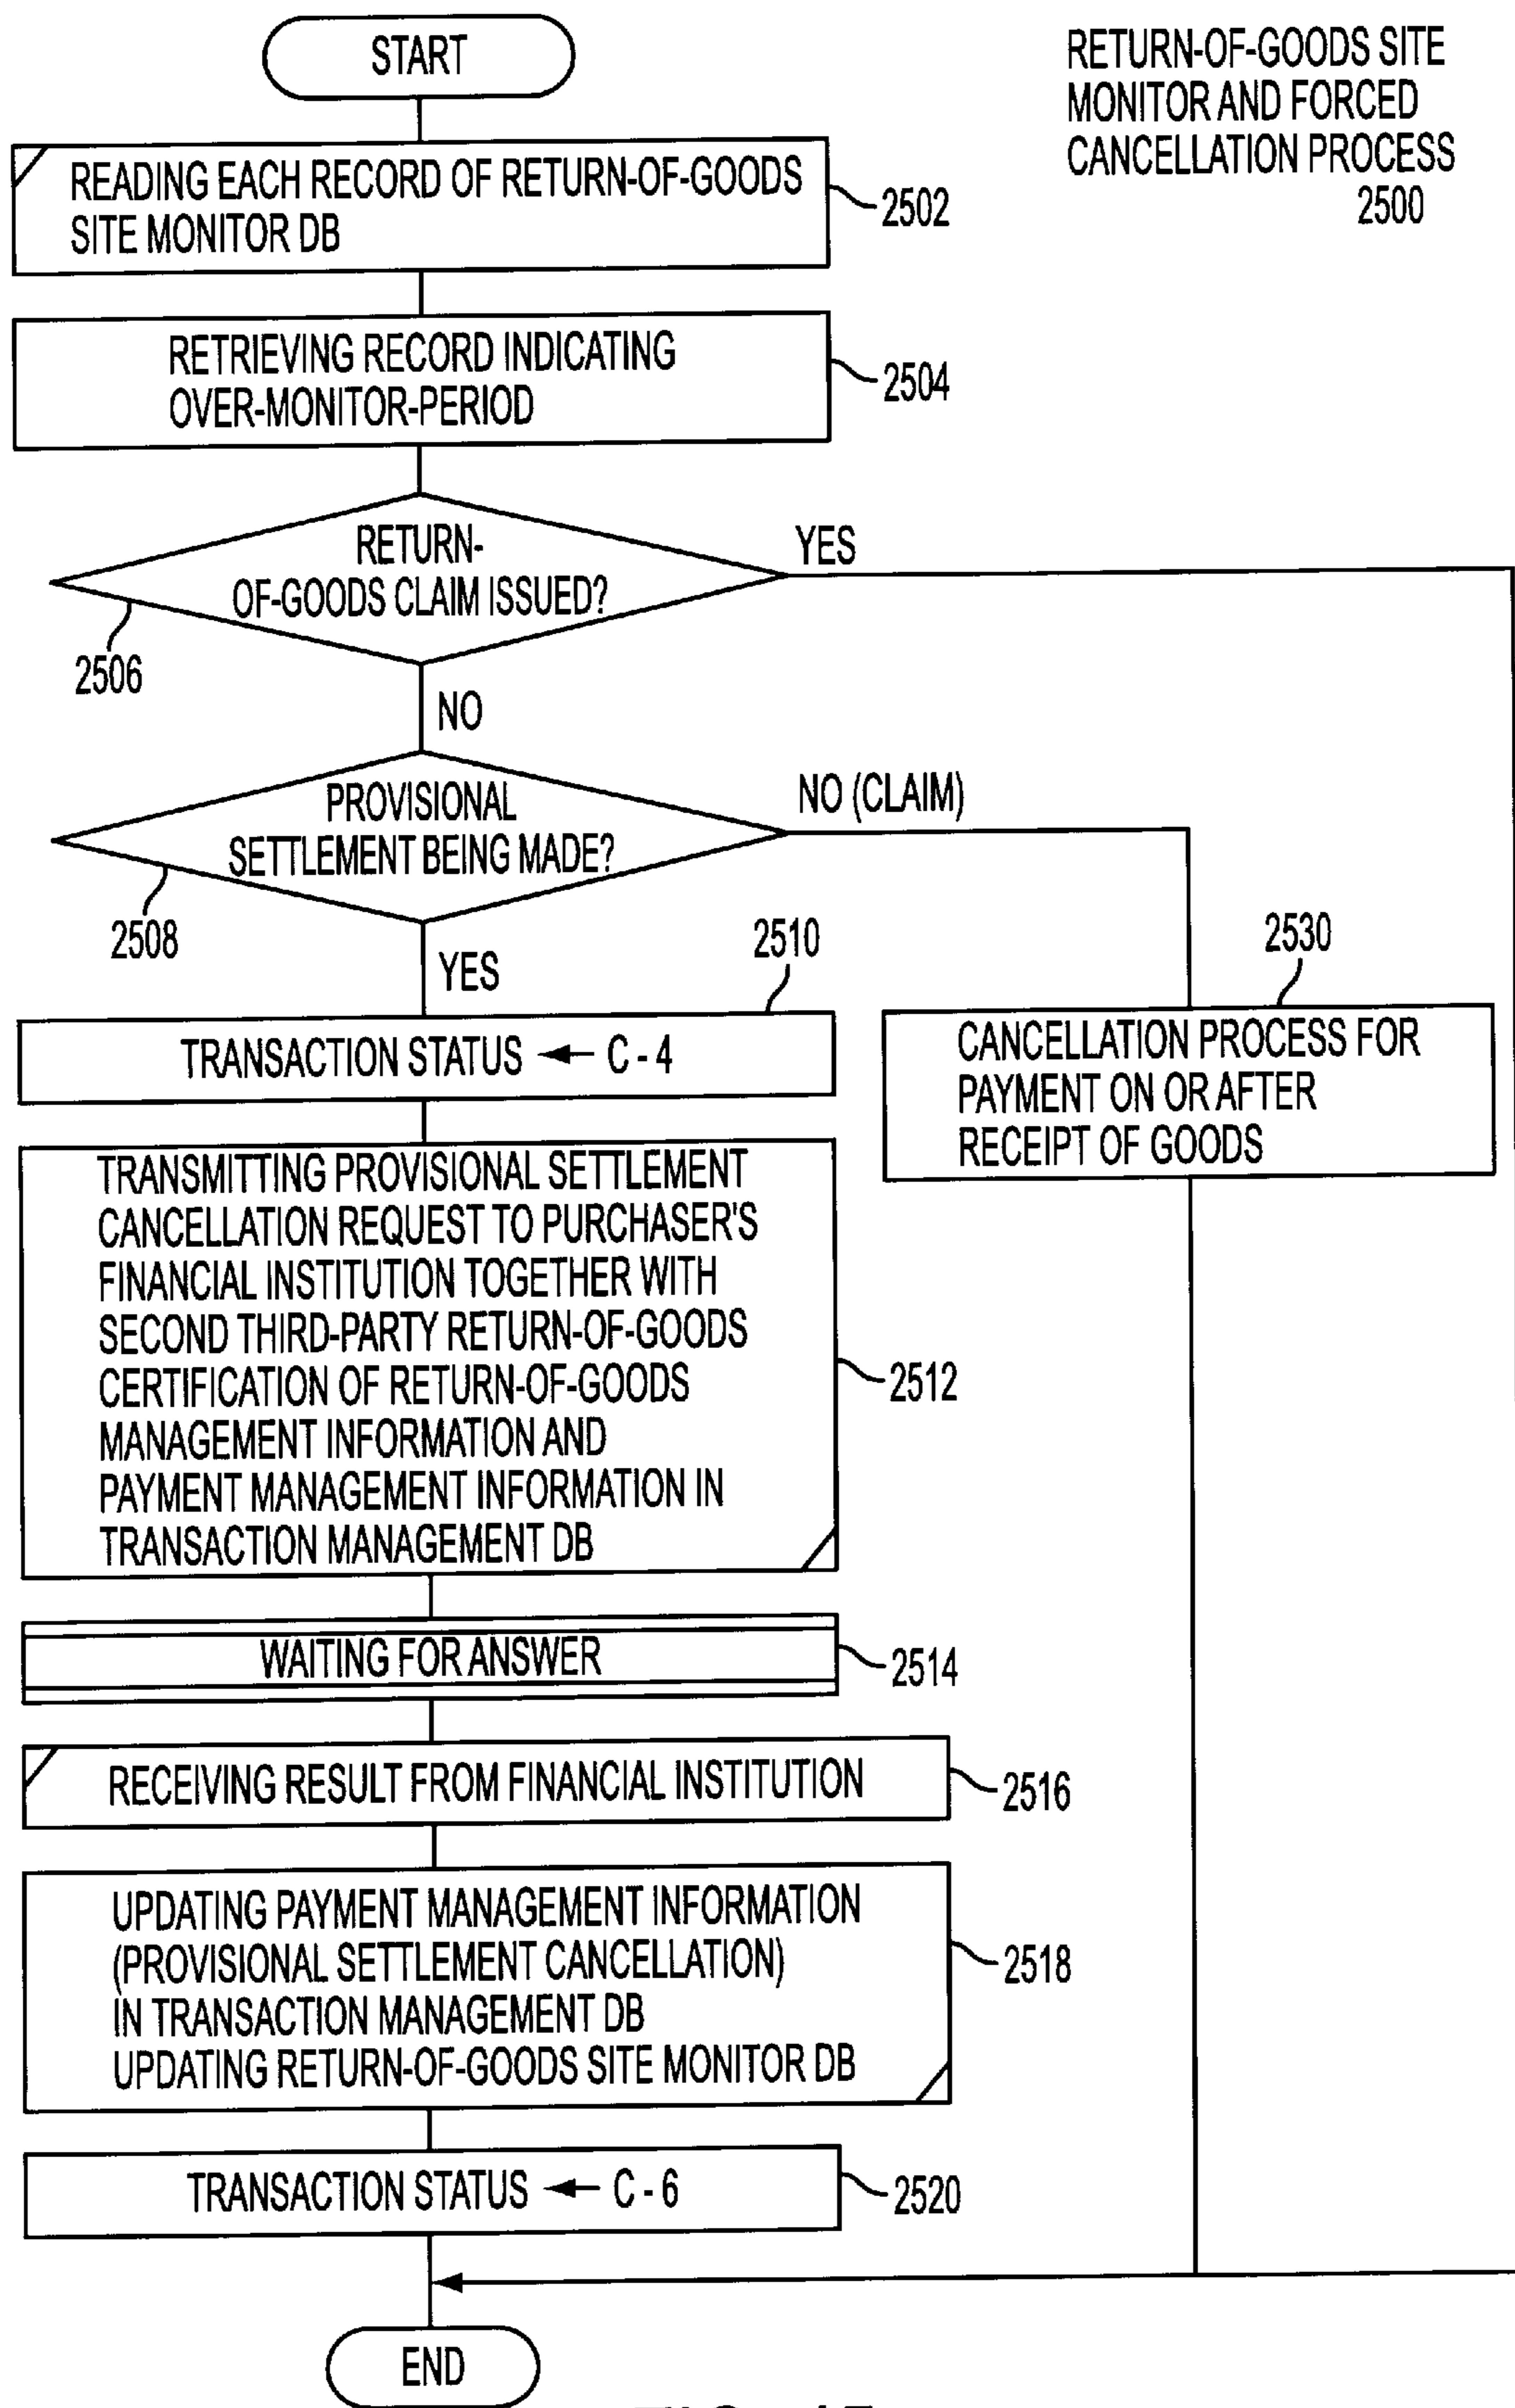 START
RETURN-OF-GOODS SITE
MONITOR AND FORCED
CANCELLATION PROCESS
2500
READING EACH RECORD OF RETURN-OF-GOODS
SITE MONITOR DB
2502
RETRIEVING RECORD INDICATING
OVER-MONITOR-PERIOD
2504
RETURN-
OF-GOODS CLAIM ISSUED?
YES
2506
NO
PROVISIONAL
SETTLEMENT BEING MADE?
NO (CLAIM)
2508
YES
2510
2530
TRANSACTION STATUS ← C - 4
CANCELLATION PROCESS FOR
PAYMENT ON OR AFTER
RECEIPT OF GOODS
TRANSMITTING PROVISIONAL SETTLEMENT
CANCELLATION REQUEST TO PURCHASER'S
FINANCIAL INSTITUTION TOGETHER WITH
SECOND THIRD-PARTY RETURN-OF-GOODS
CERTIFICATION OF RETURN-OF-GOODS
MANAGEMENT INFORMATION AND
PAYMENT MANAGEMENT INFORMATION IN
TRANSACTION MANAGEMENT DB
2512
WAITING FOR ANSWER
2514
RECEIVING RESULT FROM FINANCIAL INSTITUTION
2516
UPDATING PAYMENT MANAGEMENT INFORMATION
(PROVISIONAL SETTLEMENT CANCELLATION)
IN TRANSACTION MANAGEMENT DB
UPDATING RETURN-OF-GOODS SITE MONITOR DB
2518
TRANSACTION STATUS ← C - 6
2520
END